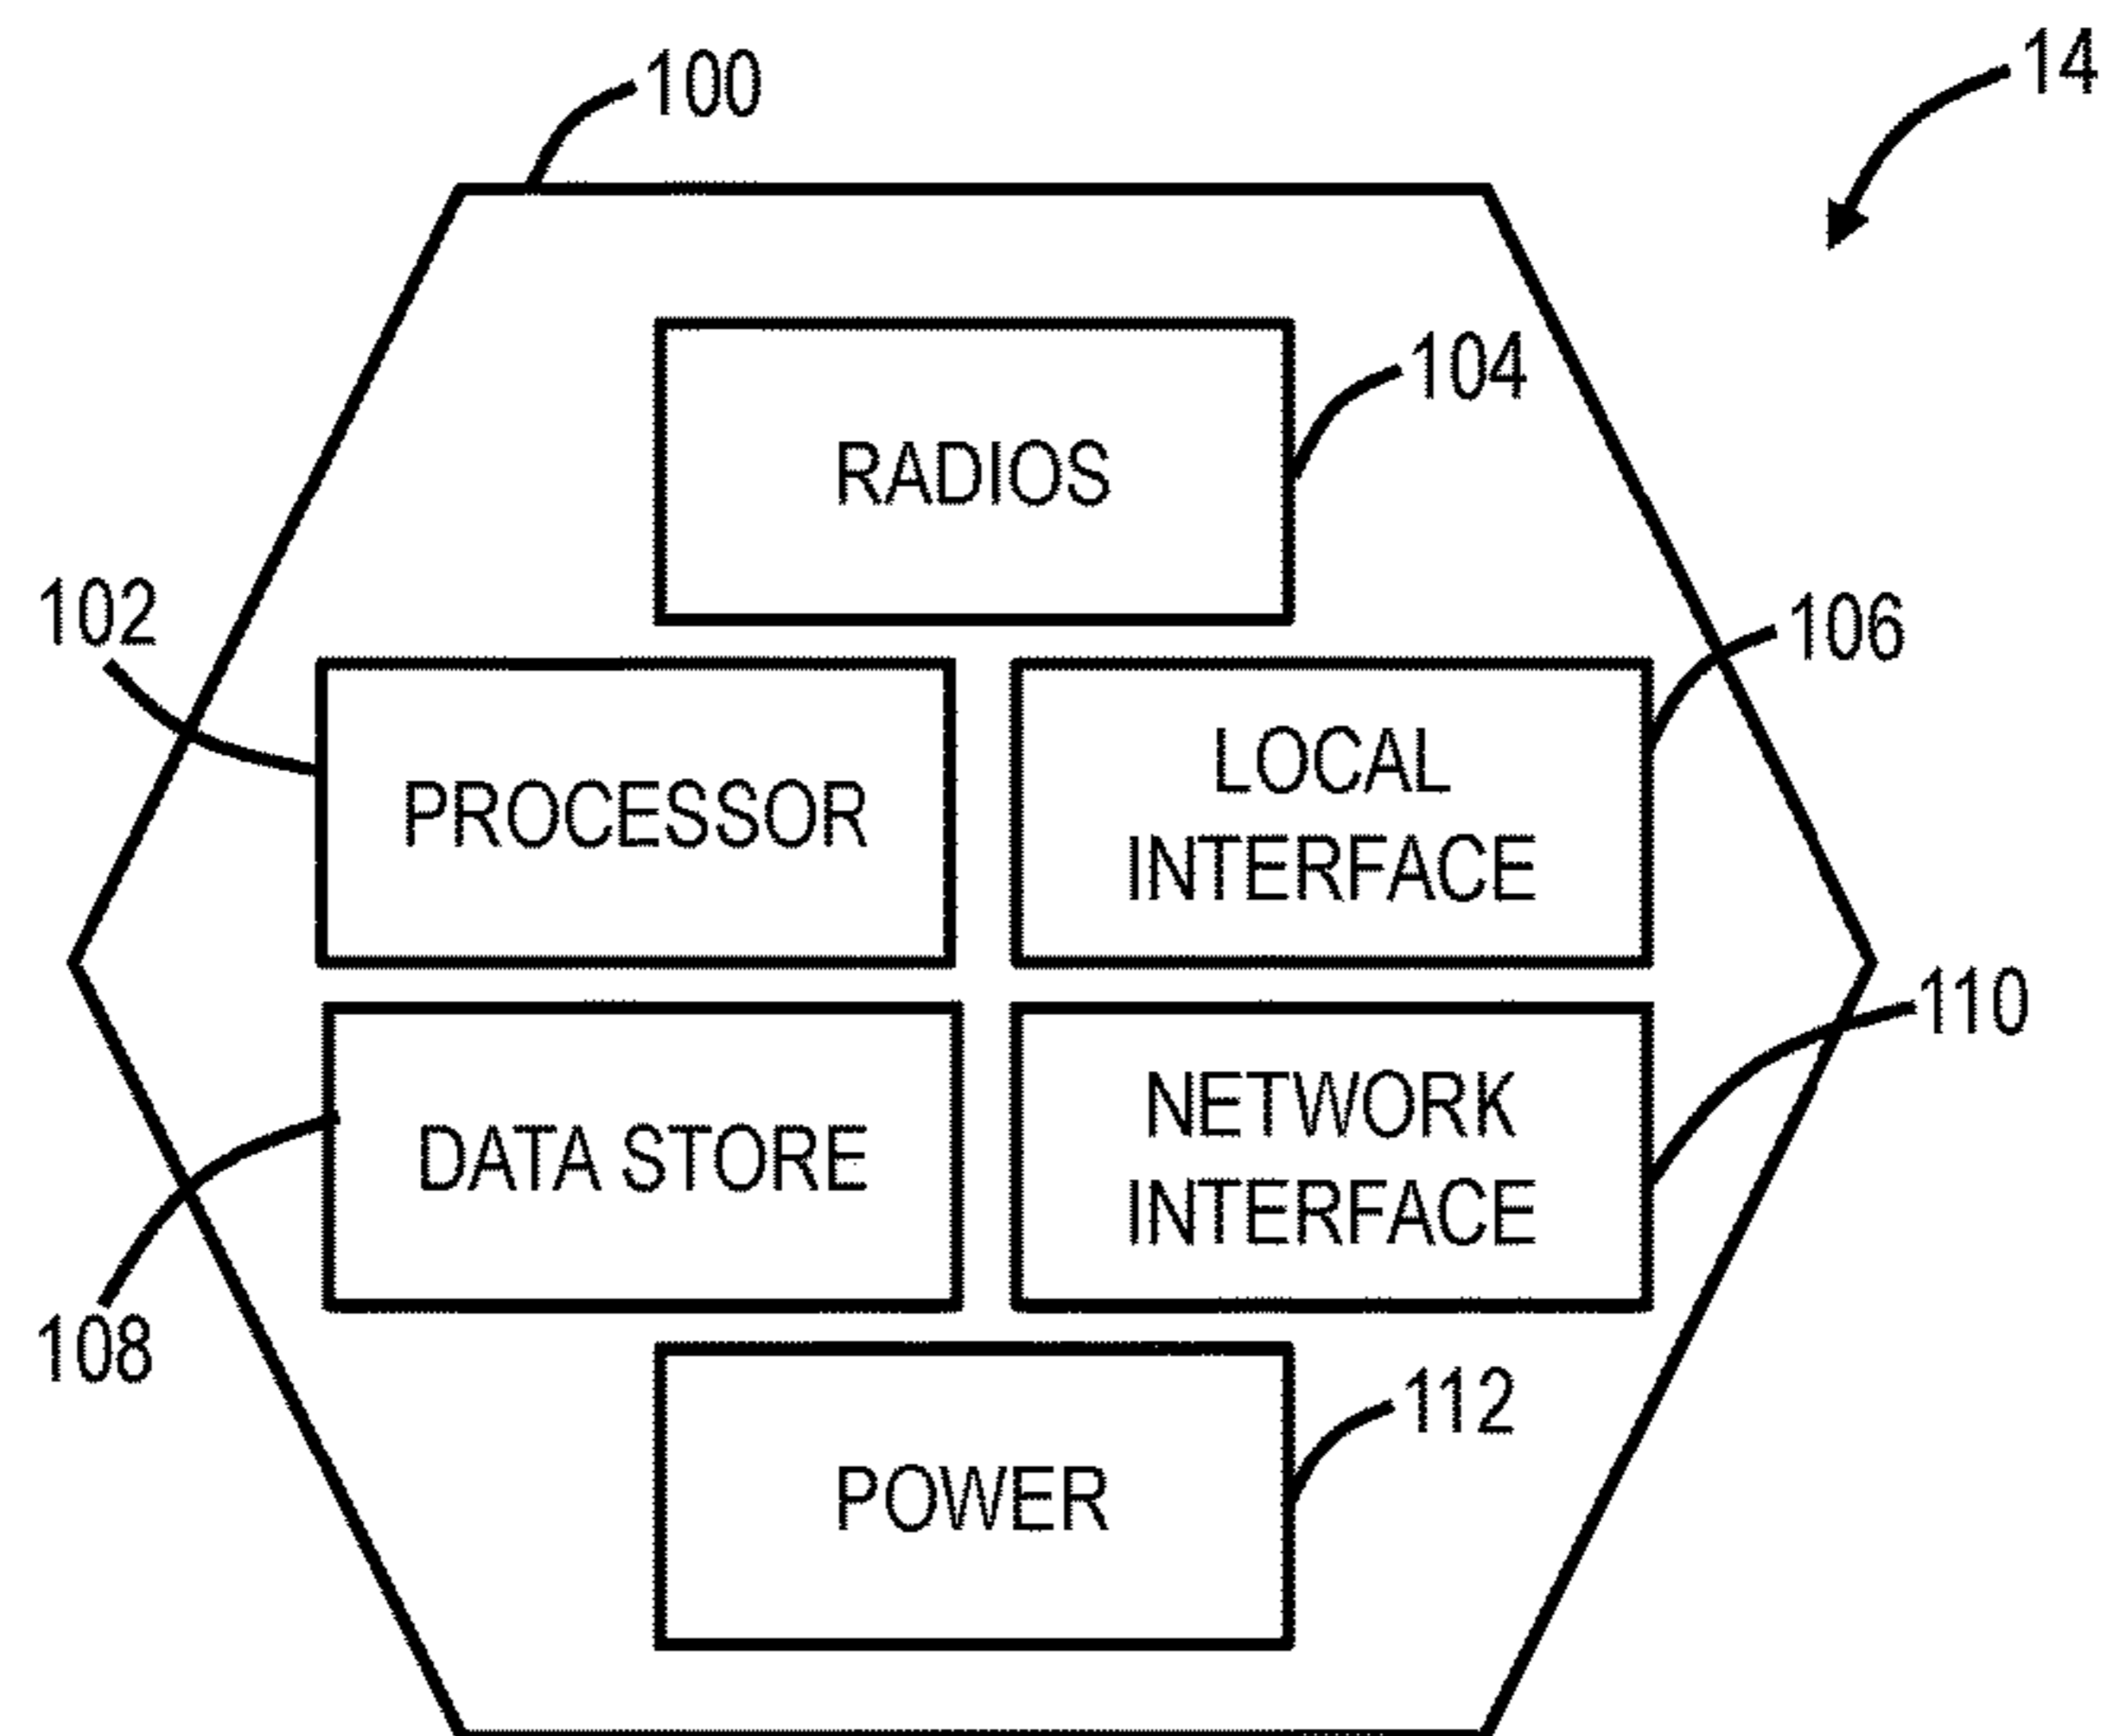 100
14
RADIOS
104
102
106
PROCESSOR
LOCAL
INTERFACE
110
DATA STORE
NETWORK
INTERFACE
108
POWER
112